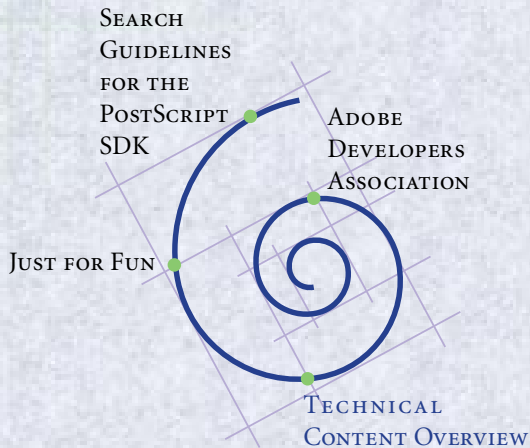 Search
Guidelines
for the
PostScript
SDK
Adobe
Developers
Association
Just for Fun
Technical
Content Overview